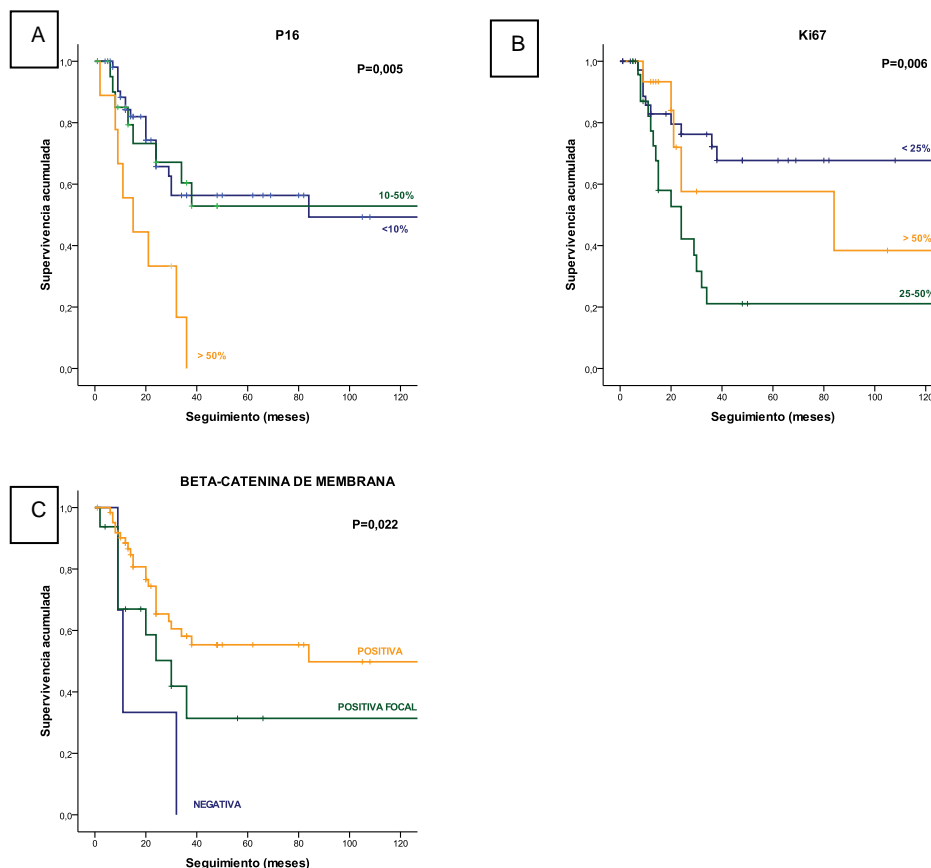 A
P16
P=0,005
1,0
0,8
0,6
0,4
0,2
0,0
Supervivencia acumulada
10-50%
<10%
> 50%
0 20 40 60 80 100 120
Seguimiento (meses)
B
Ki67
P=0,006
1,0
0,8
0,6
0,4
0,2
0,0
Supervivencia acumulada
< 25%
> 50%
25-50%
0 20 40 60 80 100 120
Seguimiento (meses)
C
BETA-CATENINA DE MEMBRANA
P=0,022
1,0
0,8
0,6
0,4
0,2
0,0
Supervivencia acumulada
POSITIVA
POSITIVA FOCAL
NEGATIVA
0 20 40 60 80 100 120
Seguimiento (meses)